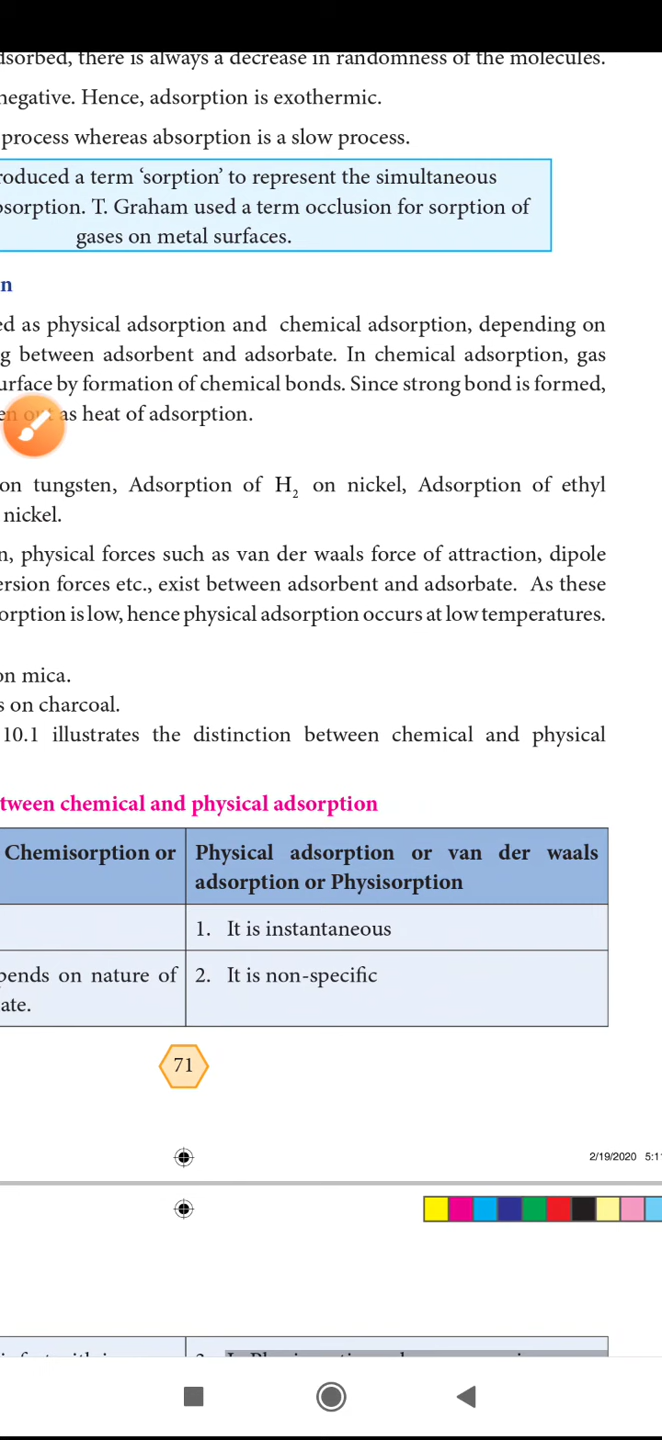 dsorbed, there is always a decrease in randomness of the molecules.
negative. Hence, adsorption is exothermic.
process whereas absorption is a slow process.
roduced a term ‘sorption’ to represent the simultaneous
osorption. T. Graham used a term occlusion for sorption of
gases on metal surfaces.
n
ed as physical adsorption and chemical adsorption, depending on
g between adsorbent and adsorbate. In chemical adsorption, gas
urface by formation of chemical bonds. Since strong bond is formed,
en out as heat of adsorption.
on tungsten, Adsorption of H₂ on nickel, Adsorption of ethyl
nickel.
n, physical forces such as van der waals force of attraction, dipole
ersion forces etc., exist between adsorbent and adsorbate. As these
orption is low, hence physical adsorption occurs at low temperatures.
on mica.
s on charcoal.
10.1 illustrates the distinction between chemical and physical
tween chemical and physical adsorption
Chemisorption or
Physical adsorption or van der waals
adsorption or Physisorption
1. It is instantaneous
pends on nature of
ate.
2. It is non-specific
71
2/19/2020 5:1